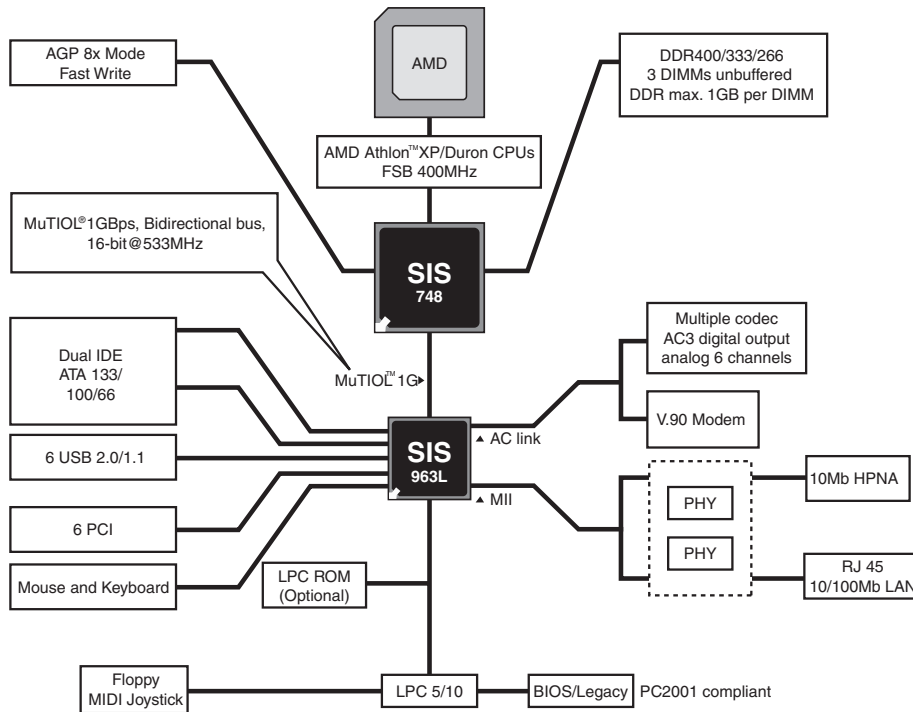 AGP 8x Mode
Fast Write
AMD
DDR400/333/266
3 DIMMs unbuffered
DDR max. 1GB per DIMM
AMD Athlon™XP/Duron CPUs
FSB 400MHz
MuTIOL®1GBps, Bidirectional bus,
16-bit@533MHz
SIS
748
Multiple codec
AC3 digital output
analog 6 channels
Dual IDE
ATA 133/
100/66
MuTIOL™1G
V.90 Modem
AC link
SIS
963L
6 USB 2.0/1.1
MII
10Mb HPNA
PHY
6 PCI
PHY
Mouse and Keyboard
LPC ROM
(Optional)
RJ 45
10/100Mb LAN
Floppy
MIDI Joystick
LPC 5/10
BIOS/Legacy
PC2001 compliant